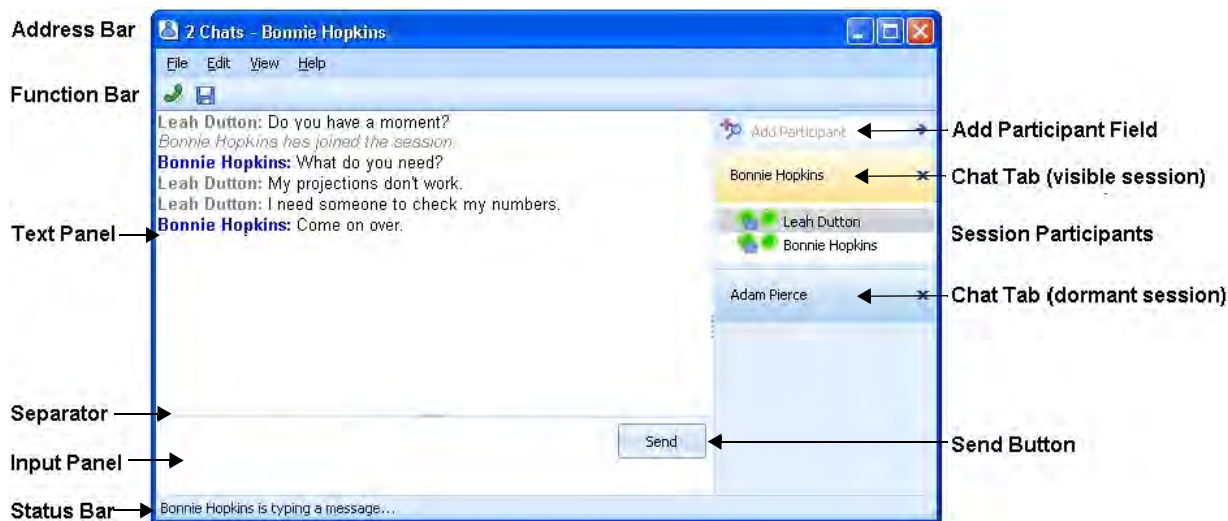 Address Bar
2 Chats - Bonnie Hopkins
File Edit View Help
Function Bar
Leah Dutton: Do you have a moment?
Bonnie Hopkins has joined the session
Bonnie Hopkins: What do you need?
Leah Dutton: My projections don't work.
Leah Dutton: I need someone to check my numbers.
Bonnie Hopkins: Come on over.
Text Panel
Add Participant
Add Participant Field
Bonnie Hopkins
Chat Tab (visible session)
Leah Dutton
Bonnie Hopkins
Session Participants
Adam Pierce
Chat Tab (dormant session)
Separator
Send
Send Button
Input Panel
Status Bar
Bonnie Hopkins is typing a message...